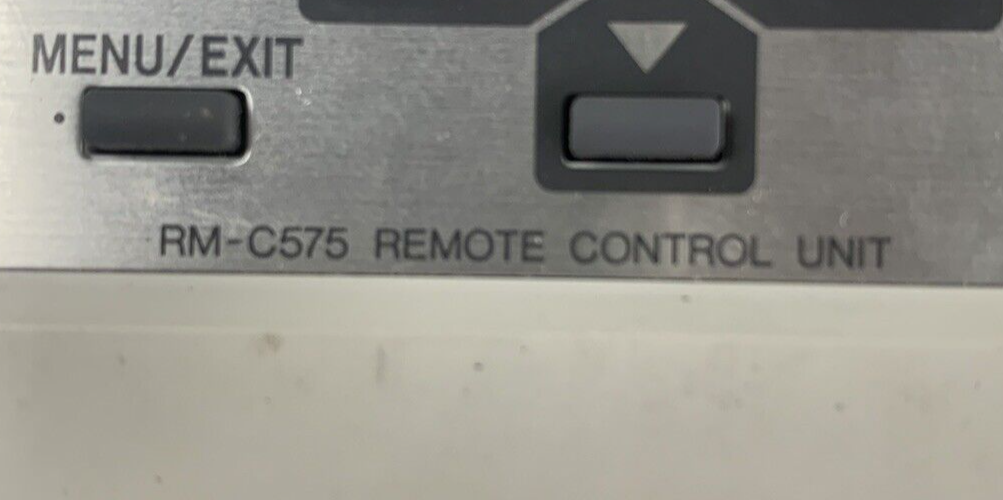 MENU/EXIT
RM-C575 REMOTE CONTROL UNIT